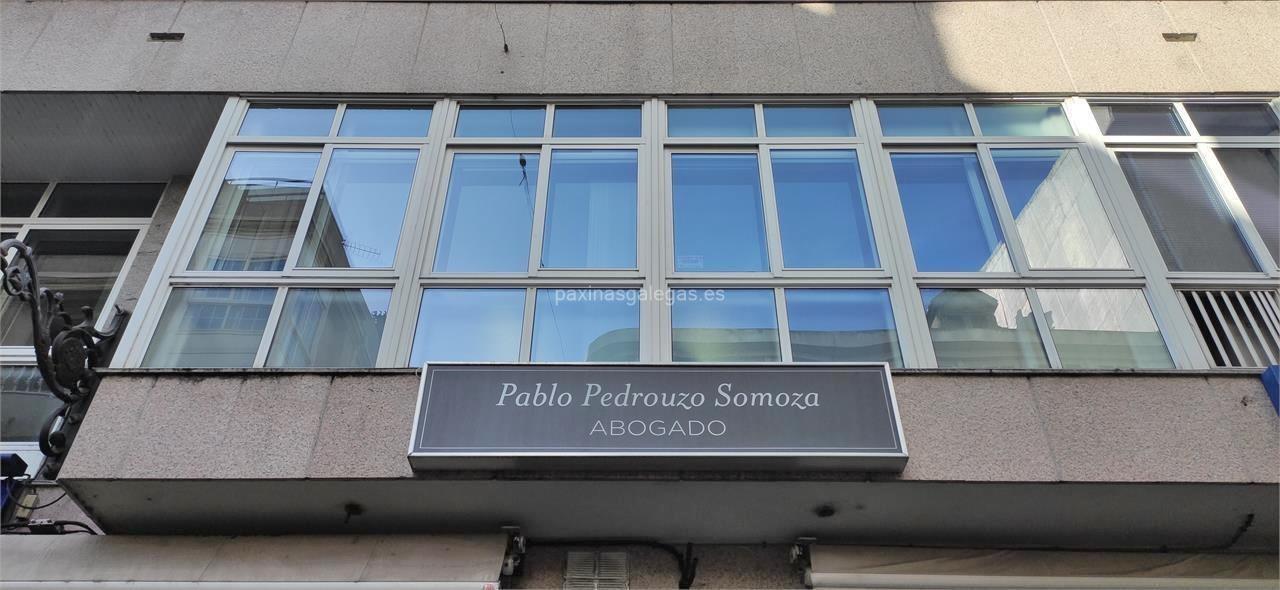 paxinasgalegas.es
Pablo Pedrouzo Somoza
ABOGADO